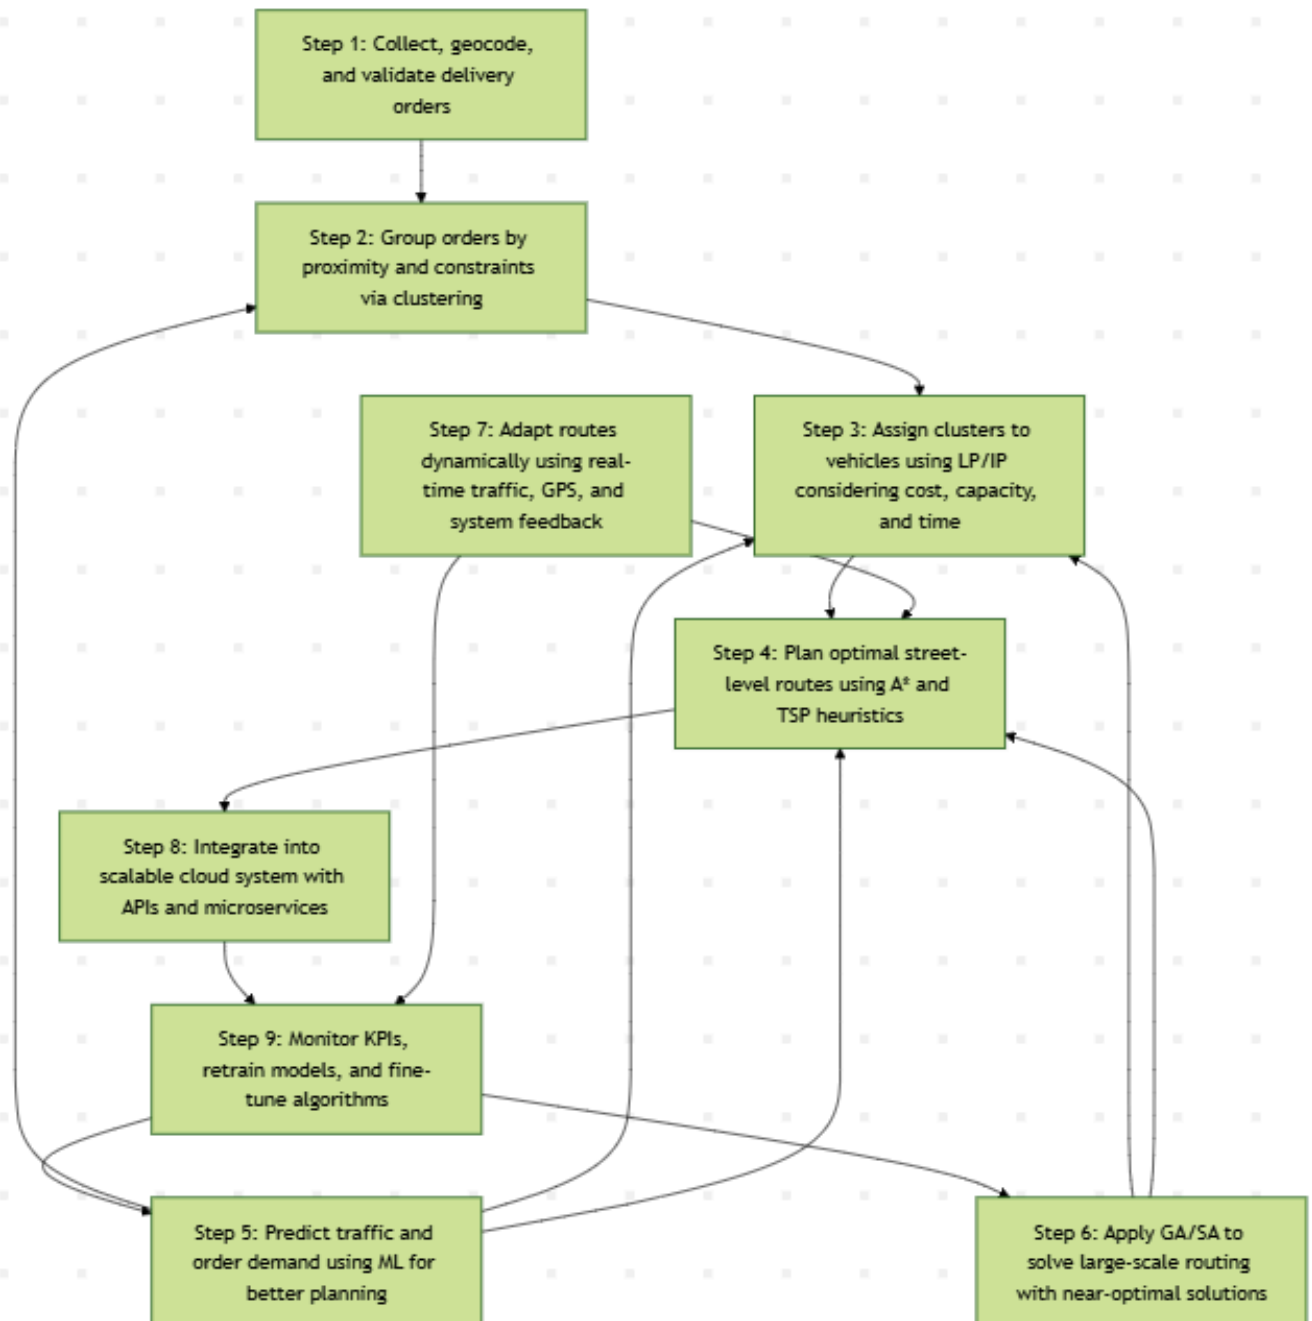 Step 1: Collect, geocode,
and validate delivery
orders
Step 2: Group orders by
proximity and constraints
via clustering
Step 7: Adapt routes
dynamically using real-
time traffic, GPS, and
system feedback
Step 3: Assign clusters to
vehicles using LP/IP
considering cost, capacity,
and time
Step 4: Plan optimal street-
level routes using A* and
TSP heuristics
Step 8: Integrate into
scalable cloud system with
APIs and microservices
Step 9: Monitor KPIs,
retrain models, and fine-
tune algorithms
Step 5: Predict traffic and
order demand using ML for
better planning
Step 6: Apply GA/SA to
solve large-scale routing
with near-optimal solutions